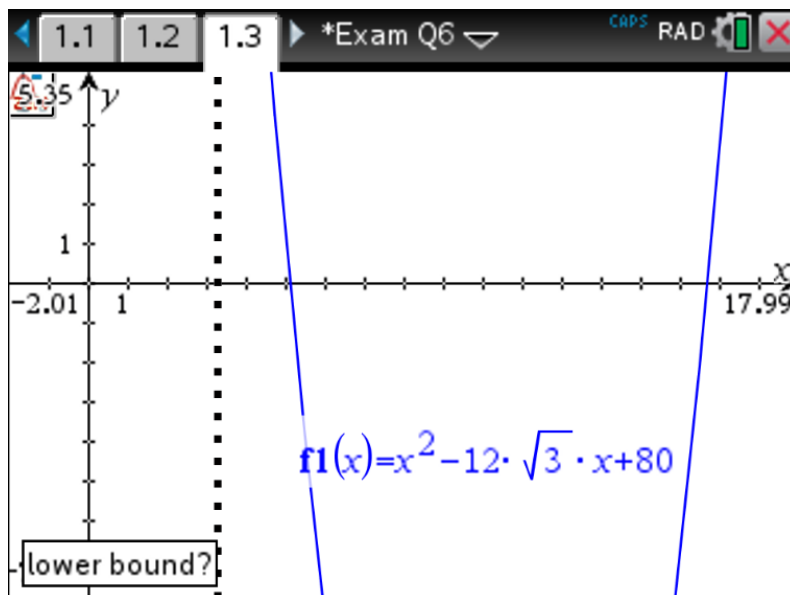 1.1 1.2 1.3 *Exam Q6 CAPS RAD
5.35 y
1
x
-2.01 1 17.99
f1(x)=x²-12·√3·x+80
lower bound?